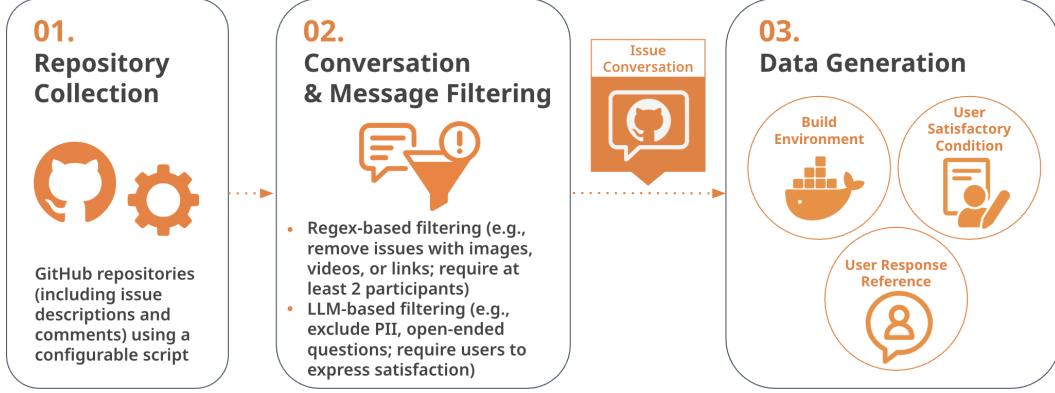 01.
Repository
Collection
GitHub repositories
(including issue
descriptions and
comments) using a
configurable script
02.
Conversation
& Message Filtering
• Regex-based filtering (e.g.,
remove issues with images,
videos, or links; require at
least 2 participants)
• LLM-based filtering (e.g.,
exclude PII, open-ended
questions; require users to
express satisfaction)
Issue
Conversation
03.
Data Generation
Build
Environment
User
Satisfactory
Condition
User Response
Reference